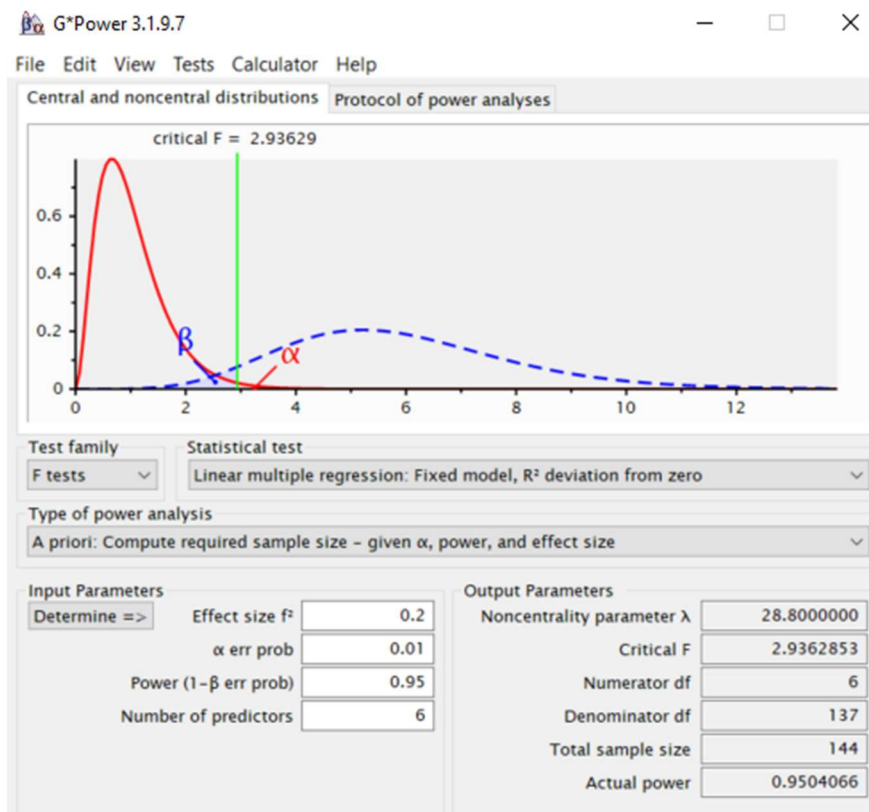 G*Power 3.1.9.7
File Edit View Tests Calculator Help
Central and noncentral distributions Protocol of power analyses
critical F = 2.93629
0.6
0.4
0.2
0
β
α
0 2 4 6 8 10 12
Test family Statistical test
F tests Linear multiple regression: Fixed model, R² deviation from zero
Type of power analysis
A priori: Compute required sample size - given α, power, and effect size
Input Parameters
Determine => Effect size f² 0.2
α err prob 0.01
Power (1-β err prob) 0.95
Number of predictors 6
Output Parameters
Noncentrality parameter λ 28.8000000
Critical F 2.9362853
Numerator df 6
Denominator df 137
Total sample size 144
Actual power 0.9504066